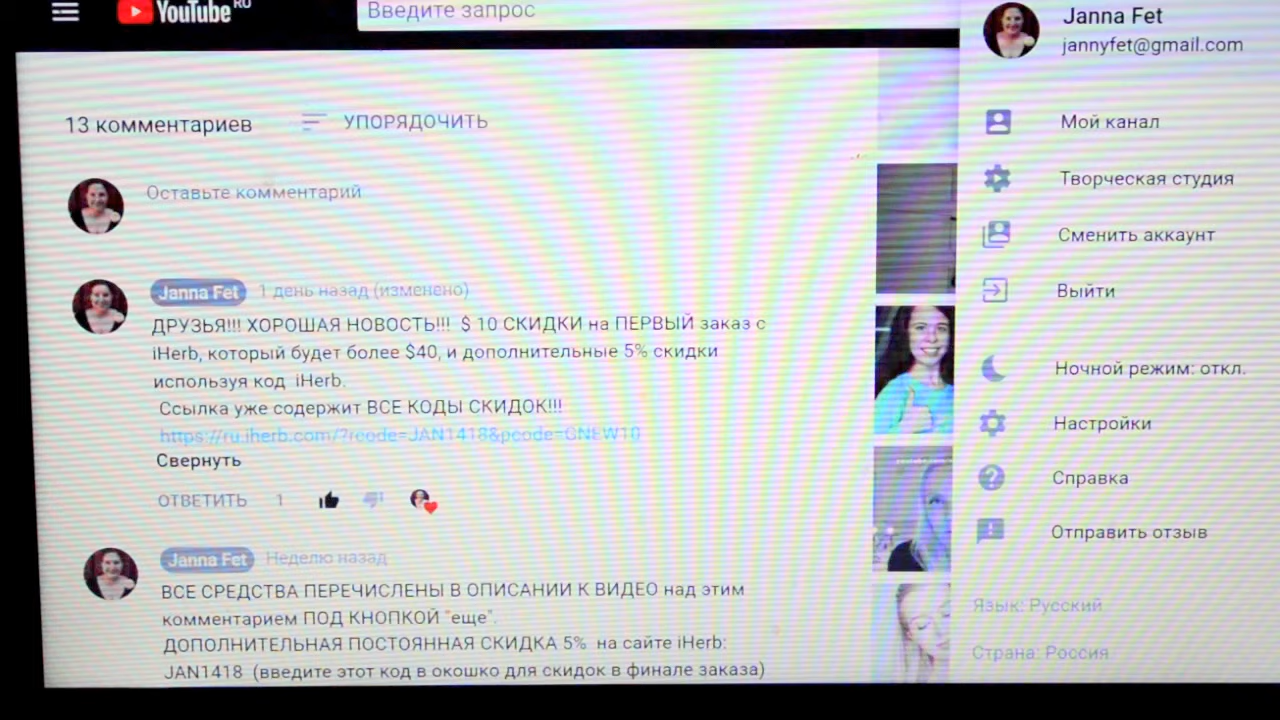 YouTube RU
Введите запрос
Janna Fet
jannyfet@gmail.com
13 комментариев
УПОРЯДОЧИТЬ
Мой канал
Оставьте комментарий
Творческая студия
Сменить аккаунт
Выйти
Janna Fet 1 день назад (изменено)
ДРУЗЬЯ!!! ХОРОШАЯ НОВОСТЬ!!! $ 10 СКИДКИ на ПЕРВЫЙ заказ с
iHerb, который будет более $40, и дополнительные 5% скидки
используя код iHerb.
Ссылка уже содержит ВСЕ КОДЫ СКИДОК!!!
https://ru.iherb.com/?rcode=JAN1418&pcode=GNEW10
Свернуть
ОТВЕТИТЬ 1
Ночной режим: откл.
Настройки
Справка
Отправить отзыв
Janna Fet Неделю назад
ВСЕ СРЕДСТВА ПЕРЕЧИСЛЕНЫ В ОПИСАНИИ К ВИДЕО над этим
комментарием ПОД КНОПКОЙ "еще".
ДОПОЛНИТЕЛЬНАЯ ПОСТОЯННАЯ СКИДКА 5% на сайте iHerb:
JAN1418 (введите этот код в окошко для скидок в финале заказа)
Язык: Русский
Страна: Россия